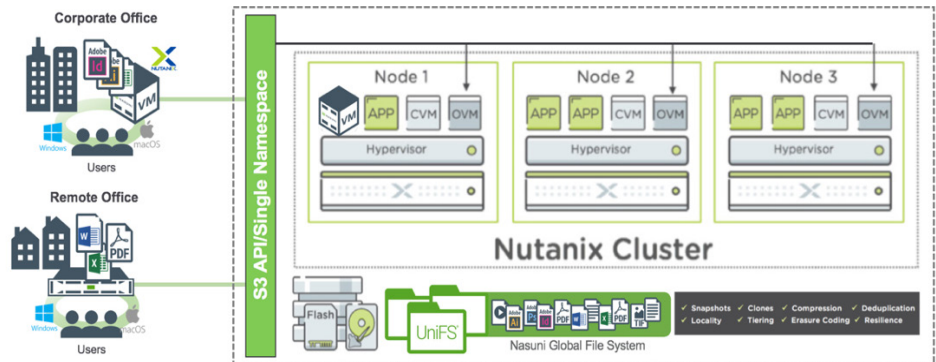 Corporate Office
Adobe
Id
Ai
NUTANIX
VM
Windows
macOS
Users
Remote Office
W
X
PDF
Windows
macOS
Users
S3 API/Single Namespace
Node 1
VM
APP
CVM
OVM
Hypervisor
X
Node 2
APP
APP
CVM
OVM
Hypervisor
X
Node 3
APP
APP
CVM
OVM
Hypervisor
X
Nutanix Cluster
Flash
UniFS®
Ai
PDF
PDF
TIF
Nasuni Global File System
✓ Snapshots ✓ Clones ✓ Compression ✓ Deduplication
✓ Locality ✓ Tiering ✓ Erasure Coding ✓ Resilience